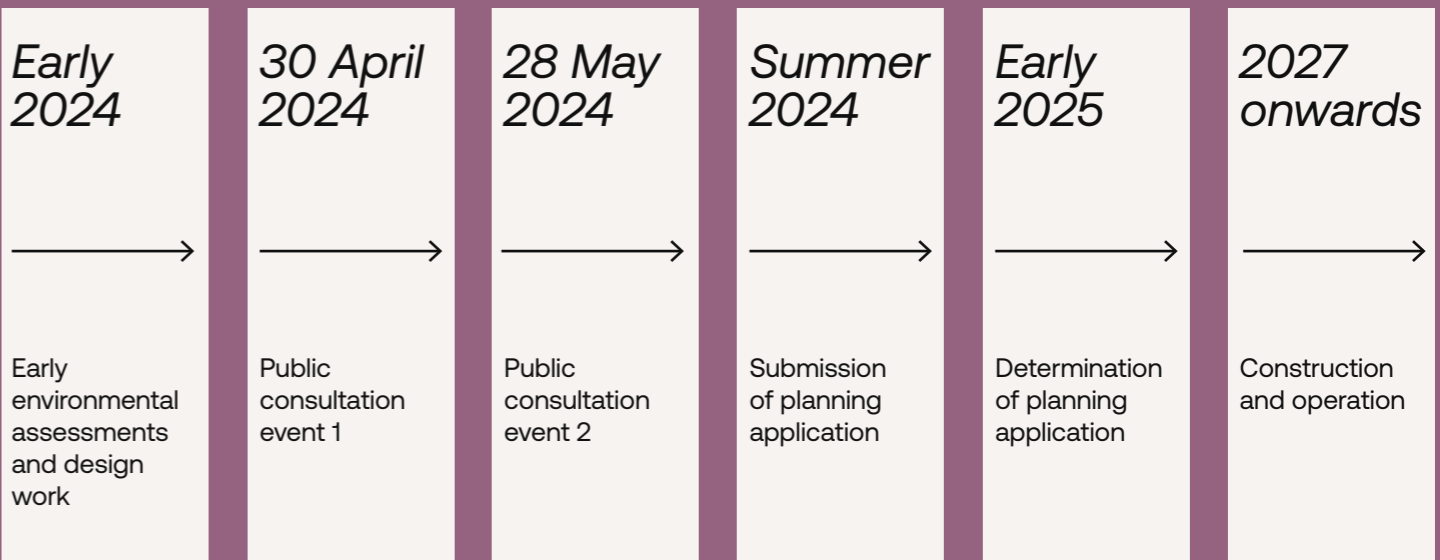 Early
2024
Early
environmental
assessments
and design
work
30 April
2024
Public
consultation
event 1
28 May
2024
Public
consultation
event 2
Summer
2024
Submission
of planning
application
Early
2025
Determination
of planning
application
2027
onwards
Construction
and operation